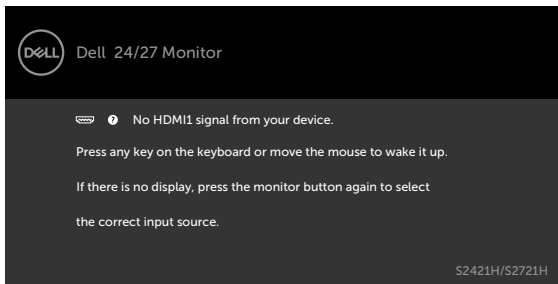 DELL
Dell 24/27 Monitor
? No HDMI1 signal from your device.
Press any key on the keyboard or move the mouse to wake it up.
If there is no display, press the monitor button again to select
the correct input source.
S2421H/S2721H